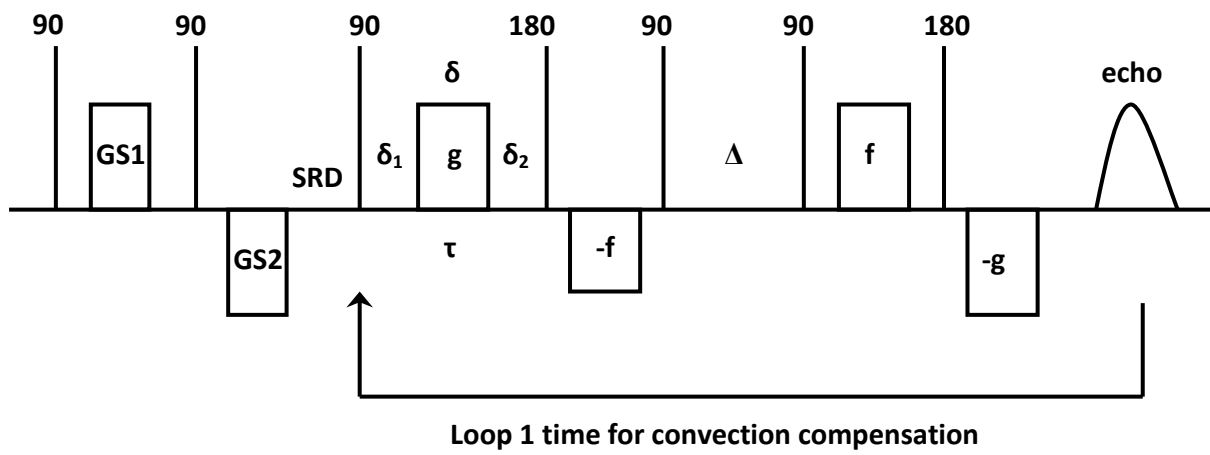 90 90 90 180 90 90 180
δ echo
GS1 δ₁ g δ₂ Δ f
SRD
GS2 τ -f -g
Loop 1 time for convection compensation